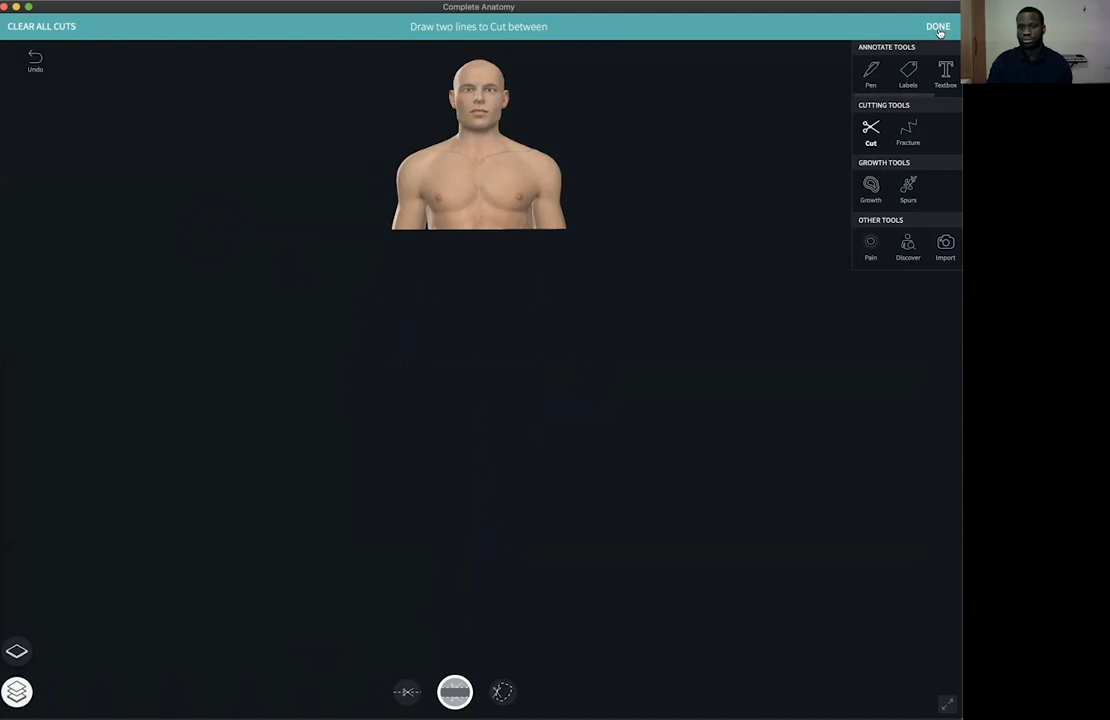 Complete Anatomy
CLEAR ALL CUTS
Draw two lines to Cut between
DONE
Undo
ANNOTATE TOOLS
Pen
Labels
Textbox
CUTTING TOOLS
Cut
Fracture
GROWTH TOOLS
Growth
Spurs
OTHER TOOLS
Pain
Discover
Import